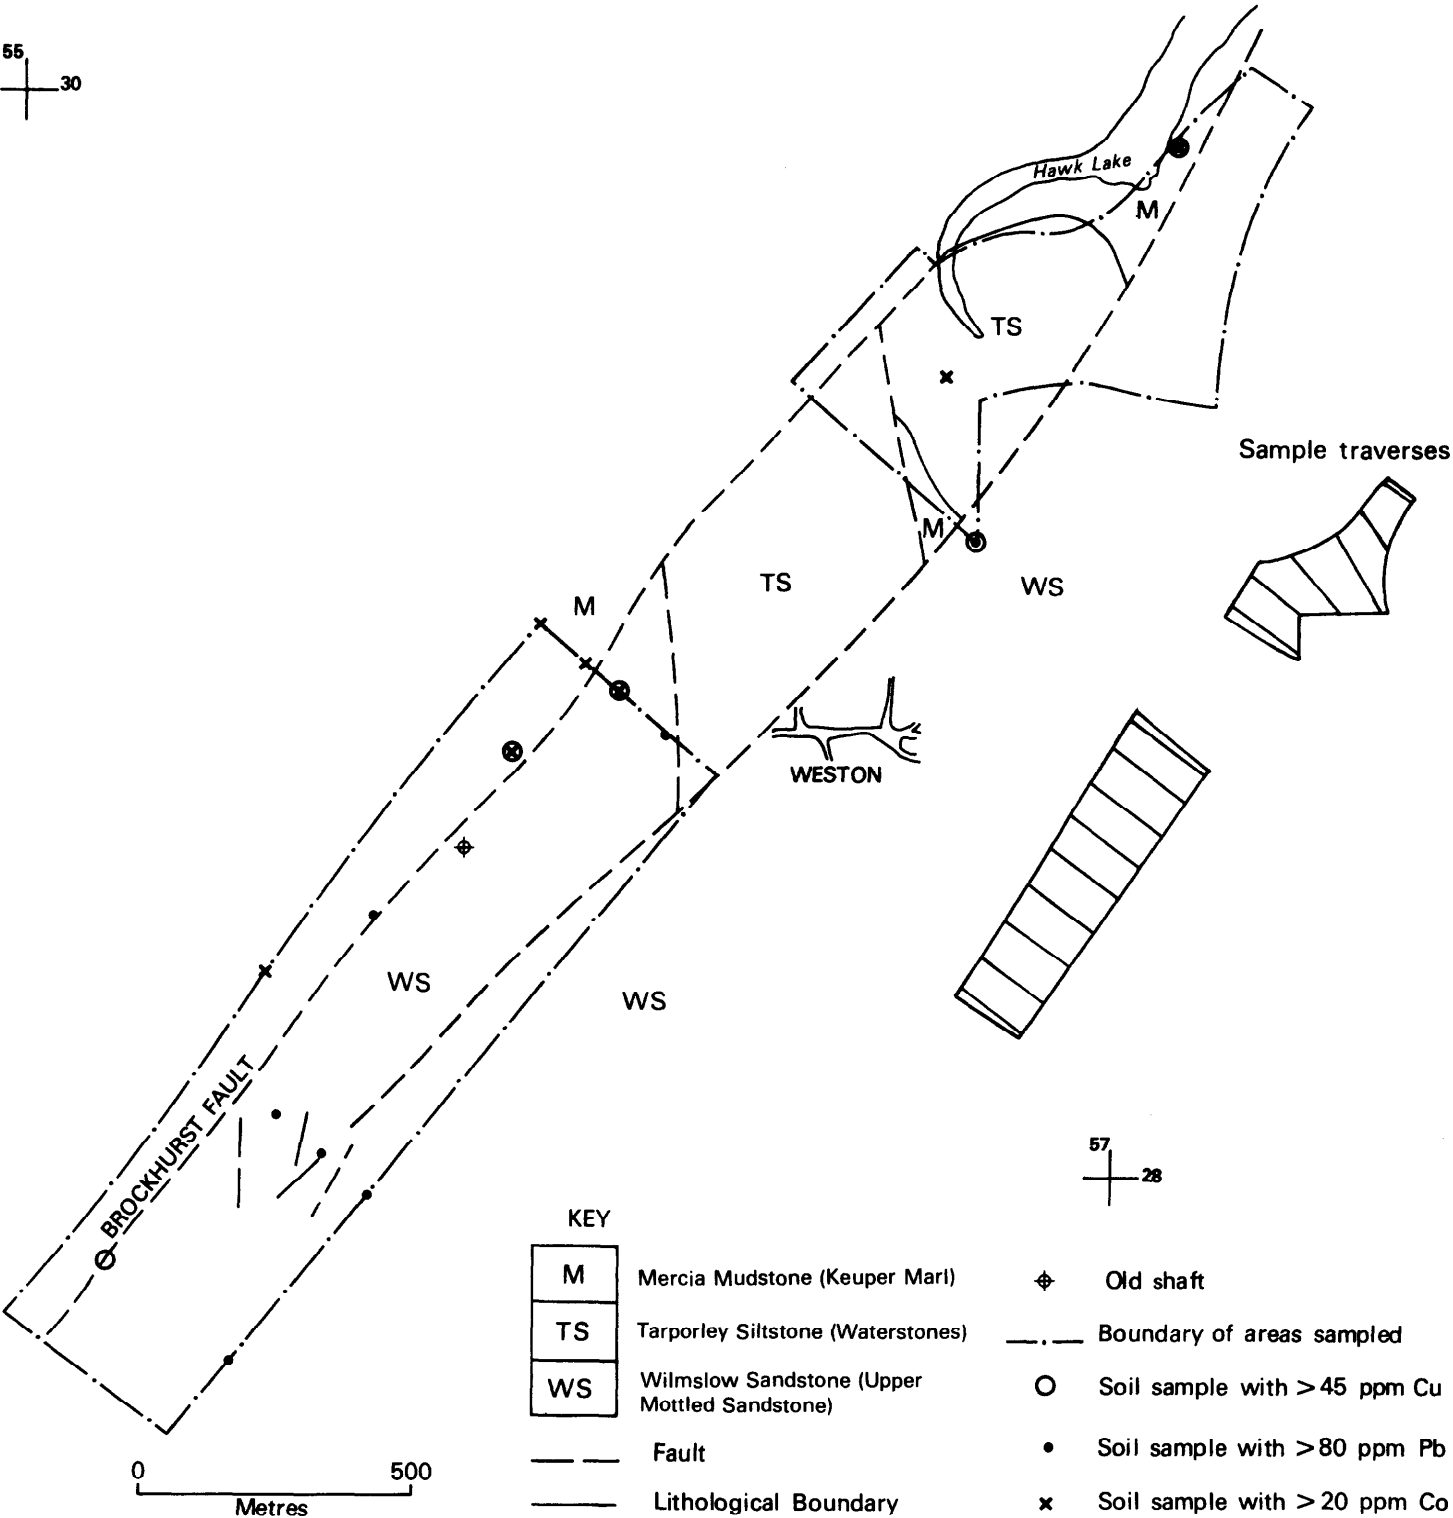 55
30
Hawk Lake
M
TS
Sample traverses
M
TS
WS
M
WESTON
WS
WS
BROCKHURST FAULT
57
28
KEY
M Mercia Mudstone (Keuper Marl)
TS Tarporley Siltstone (Waterstones)
WS Wilmslow Sandstone (Upper
Mottled Sandstone)
Fault
Lithological Boundary
Old shaft
Boundary of areas sampled
Soil sample with >45 ppm Cu
Soil sample with >80 ppm Pb
Soil sample with >20 ppm Co
0 500
Metres